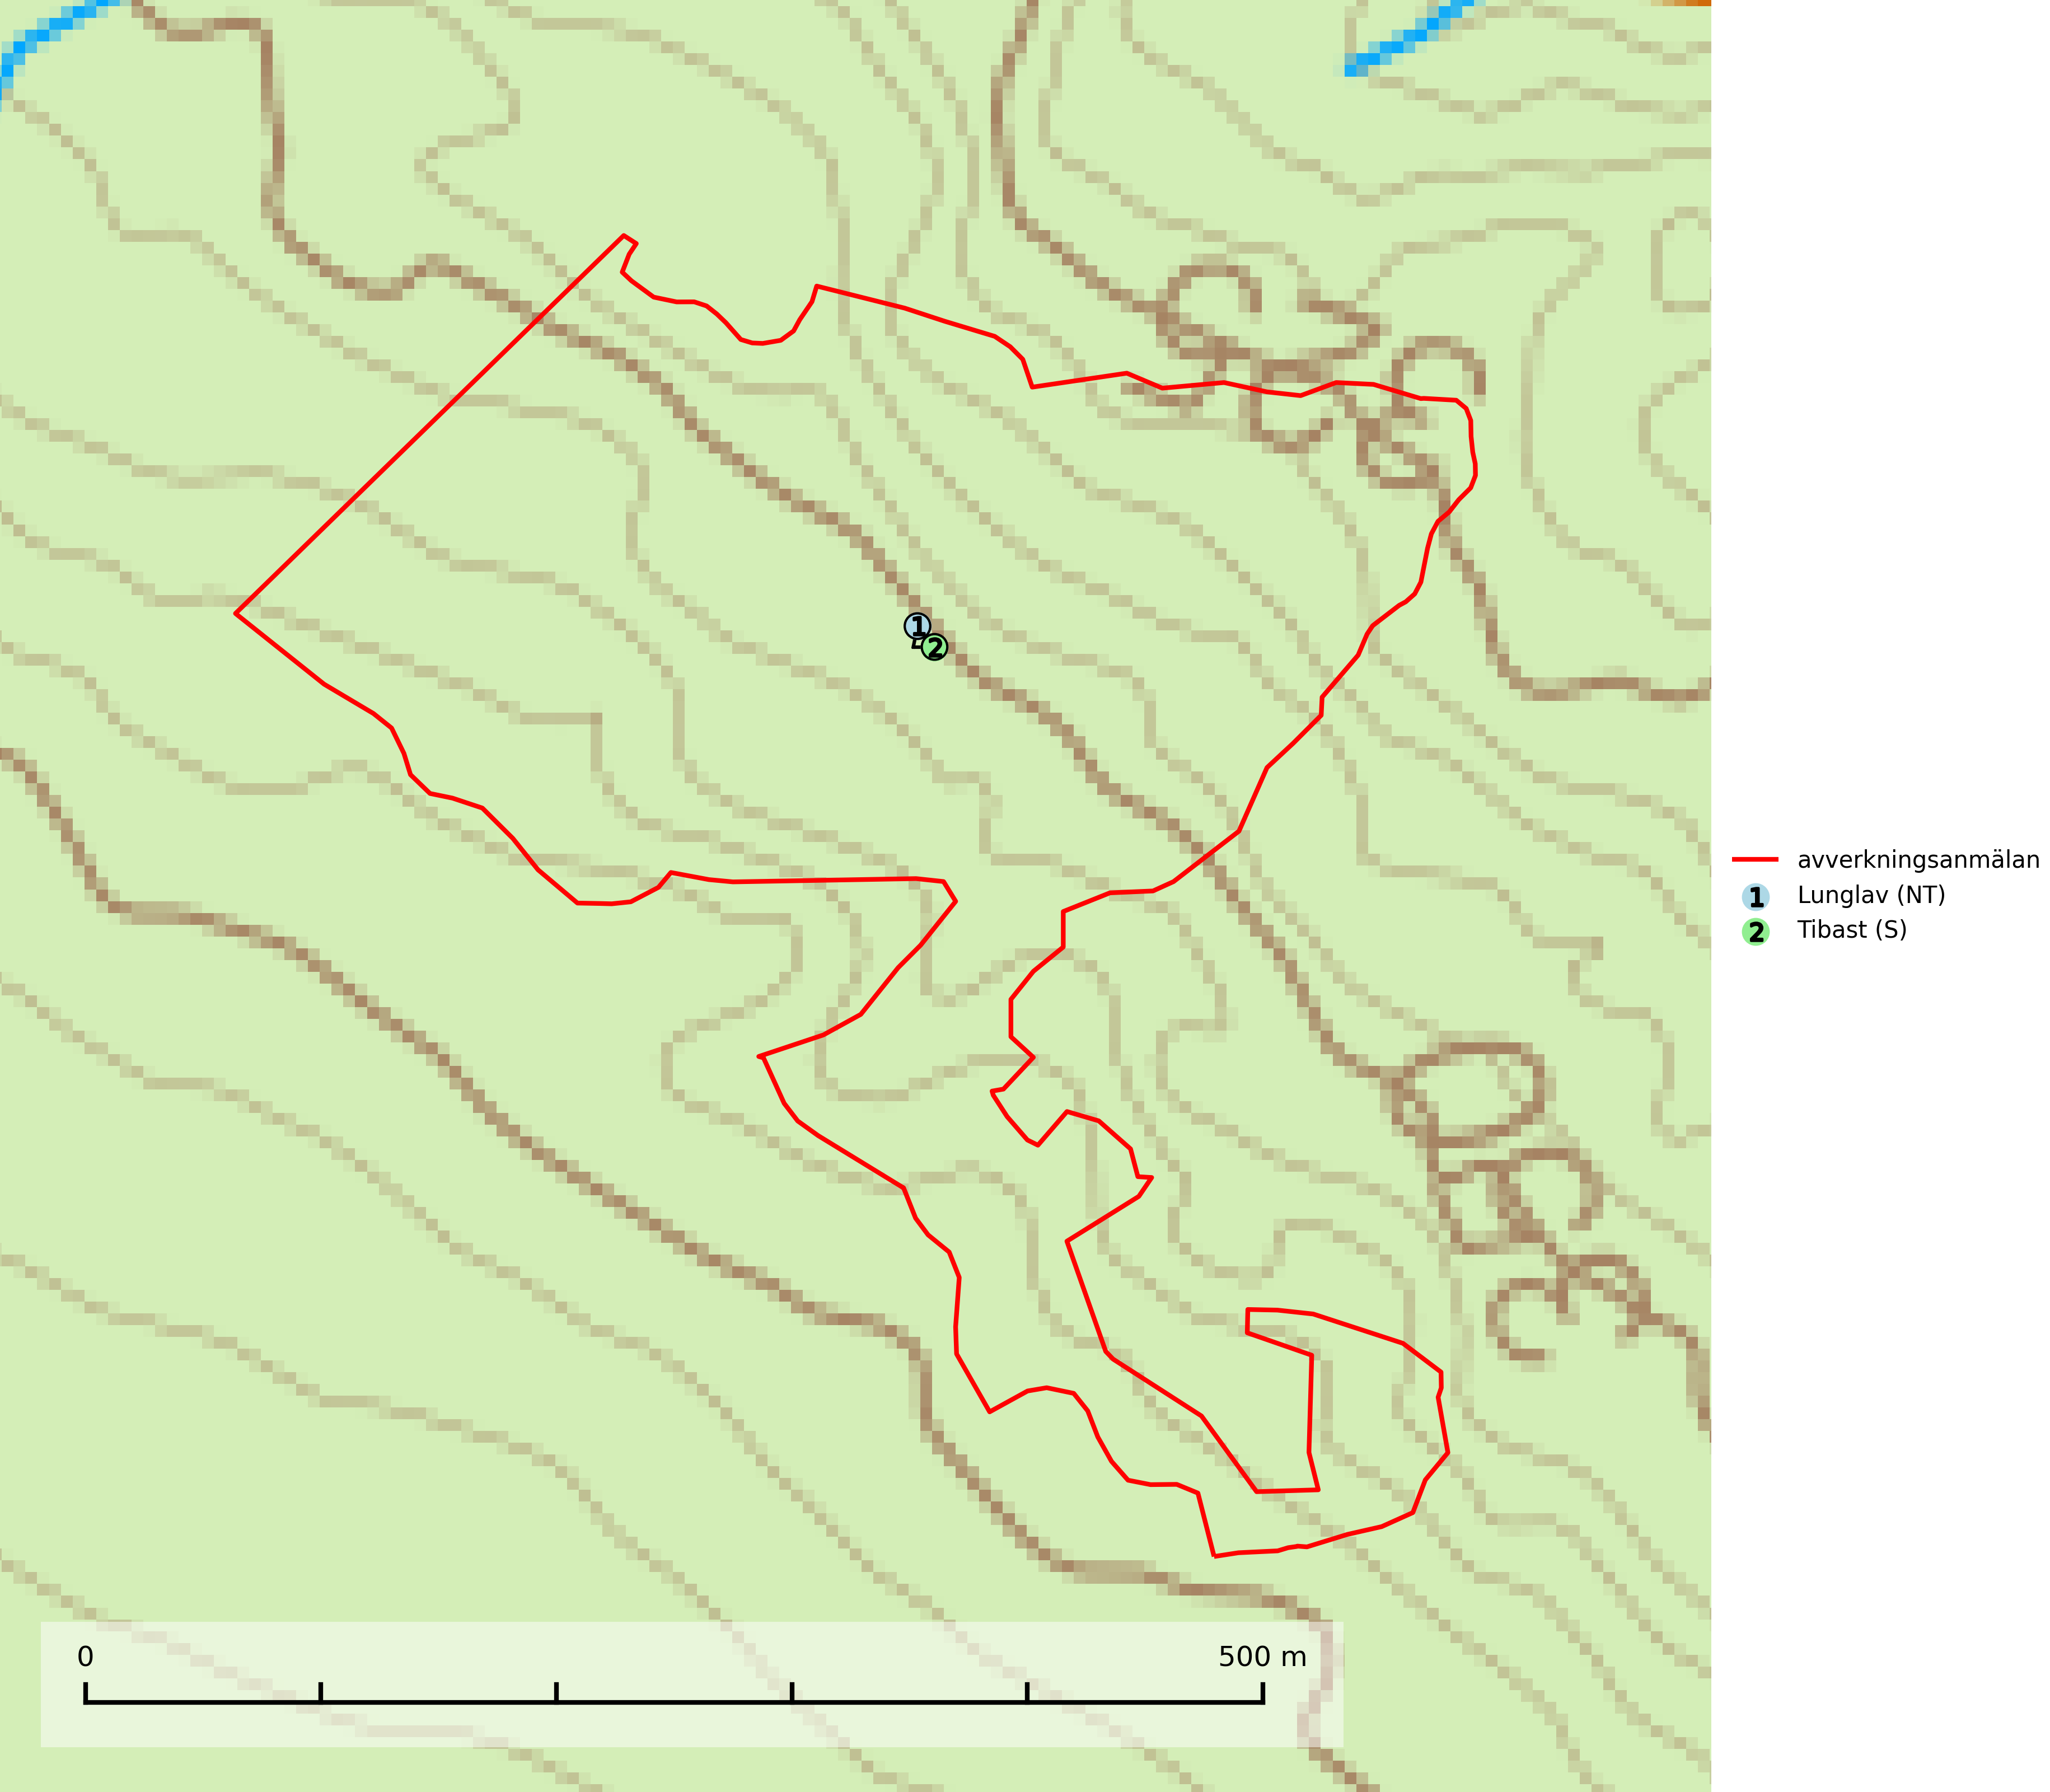 1
2
0
500 m
avverkningsanmälan
1 Lunglav (NT)
2 Tibast (S)